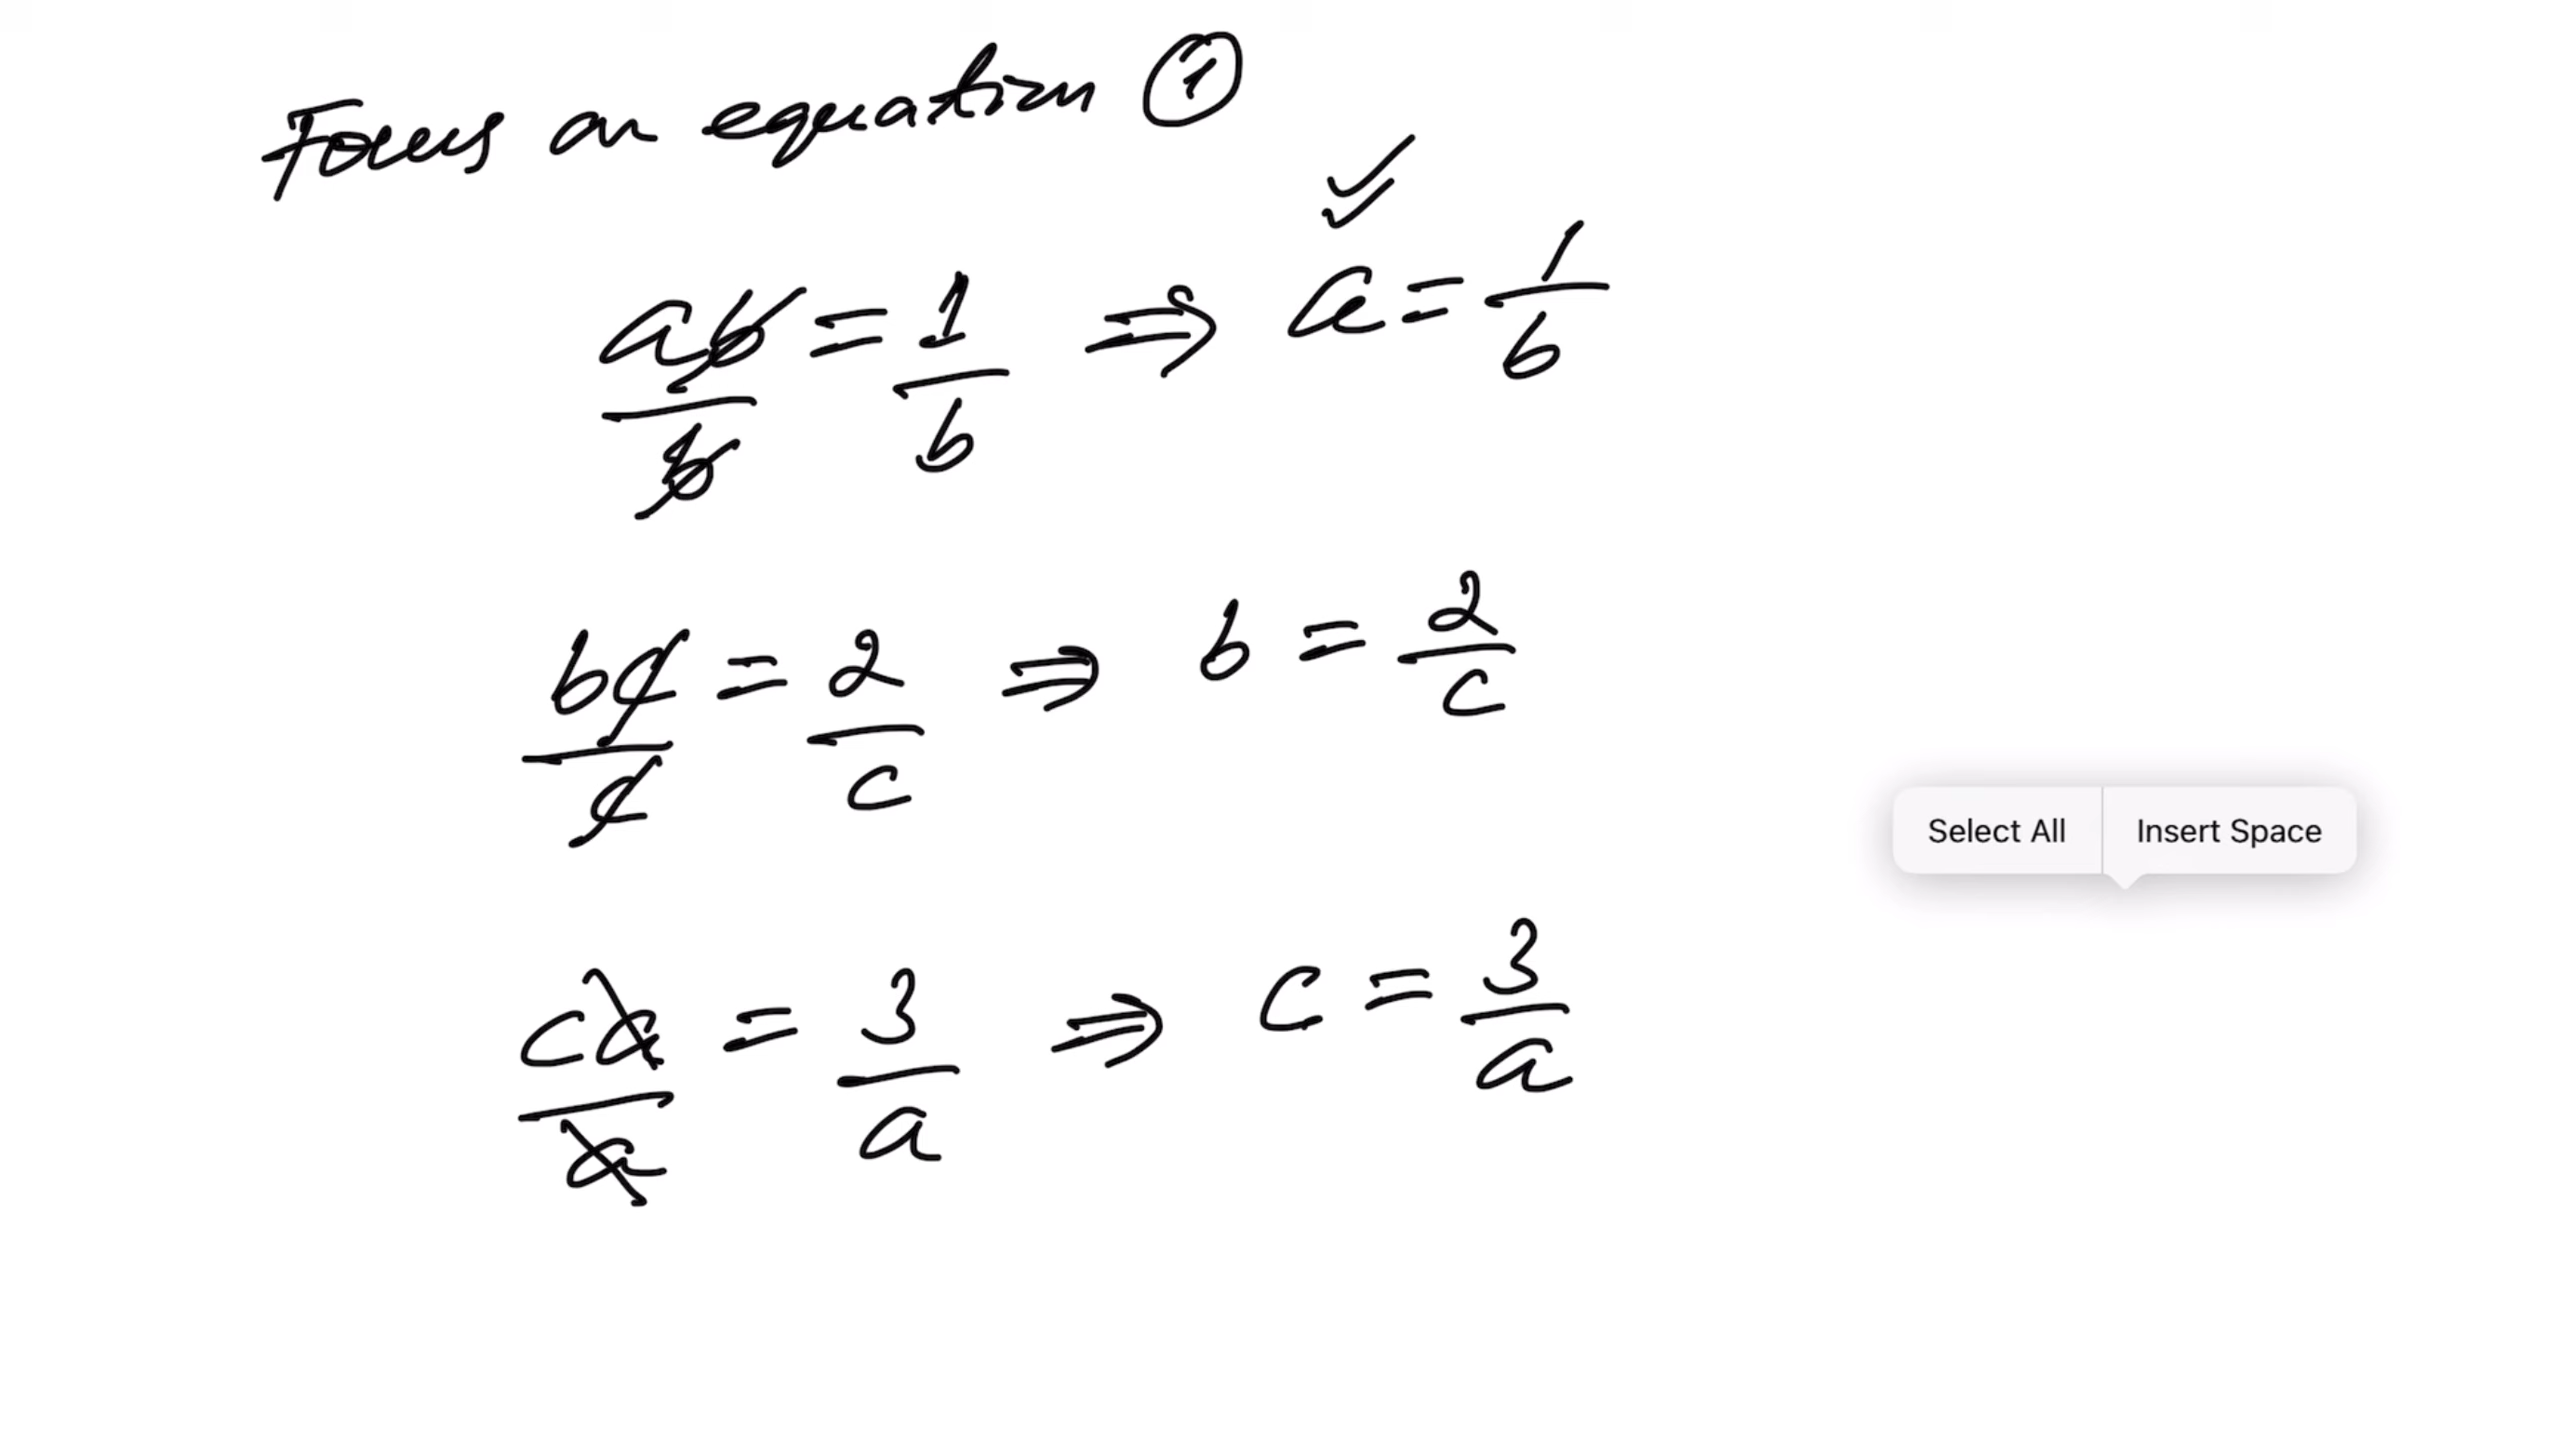 Focus on equation ①
ab/b = 1/b ⇒ a = 1/b
bc/c = 2/c ⇒ b = 2/c
Select All Insert Space
ca/a = 3/a ⇒ c = 3/a